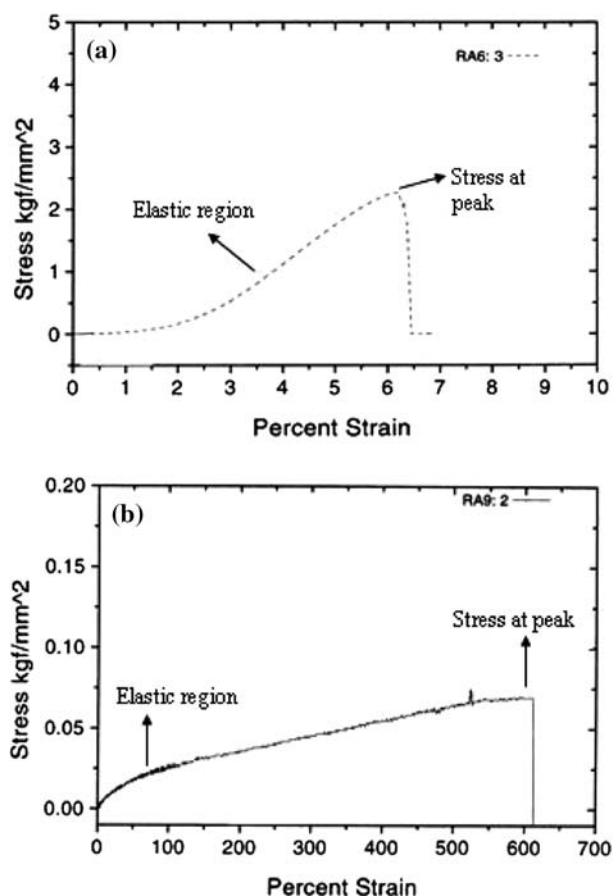 (a)
RA6: 3
Stress at
peak
Elastic region
Stress kgf/mm^2
5
4
3
2
1
0
0 1 2 3 4 5 6 7 8 9 10
Percent Strain
(b)
RA9: 2
Stress at peak
Elastic region
Stress kgf/mm^2
0.20
0.15
0.10
0.05
0.00
0 100 200 300 400 500 600 700
Percent Strain